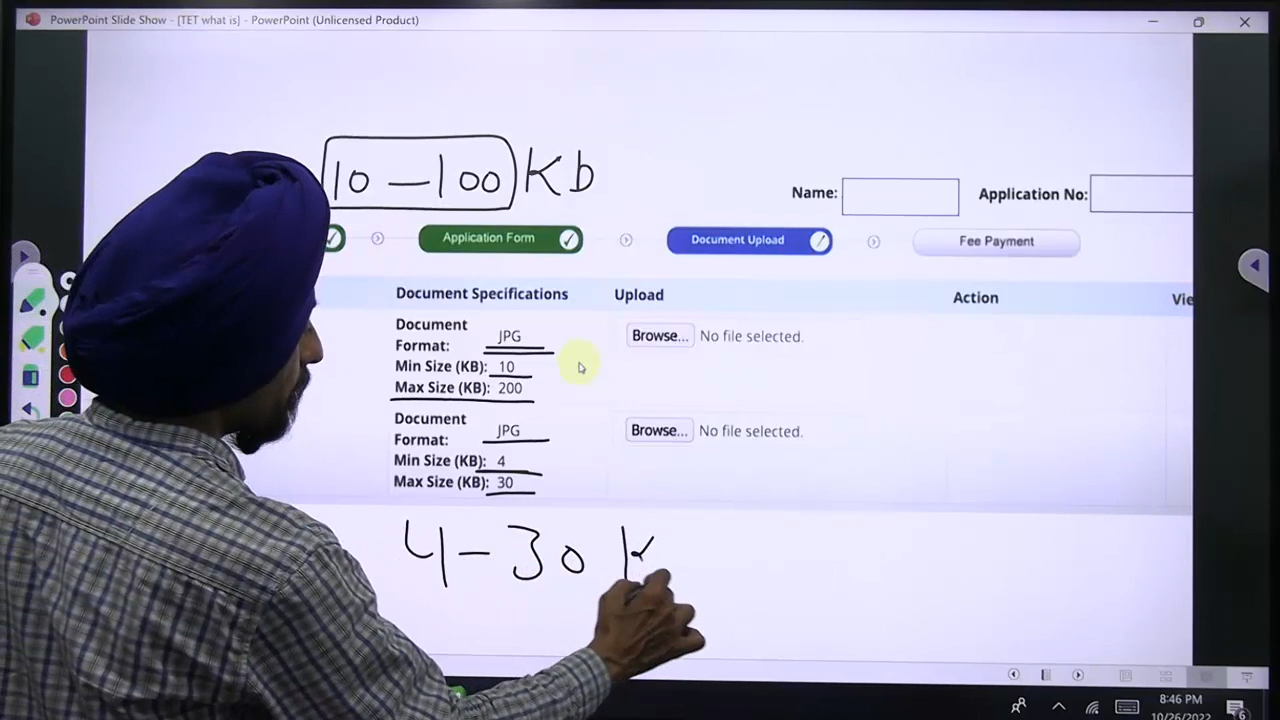 PowerPoint Slide Show - [TET what is] - PowerPoint (Unlicensed Product)
10 – 100 Kb
Name:
Application No:
Application Form
Document Upload
Fee Payment
Document Specifications Upload Action
Document Format: JPG
Browse... No file selected.
Min Size (KB): 10
Max Size (KB): 200
Document Format: JPG
Browse... No file selected.
Min Size (KB): 4
Max Size (KB): 30
4 – 30 K
8:46 PM